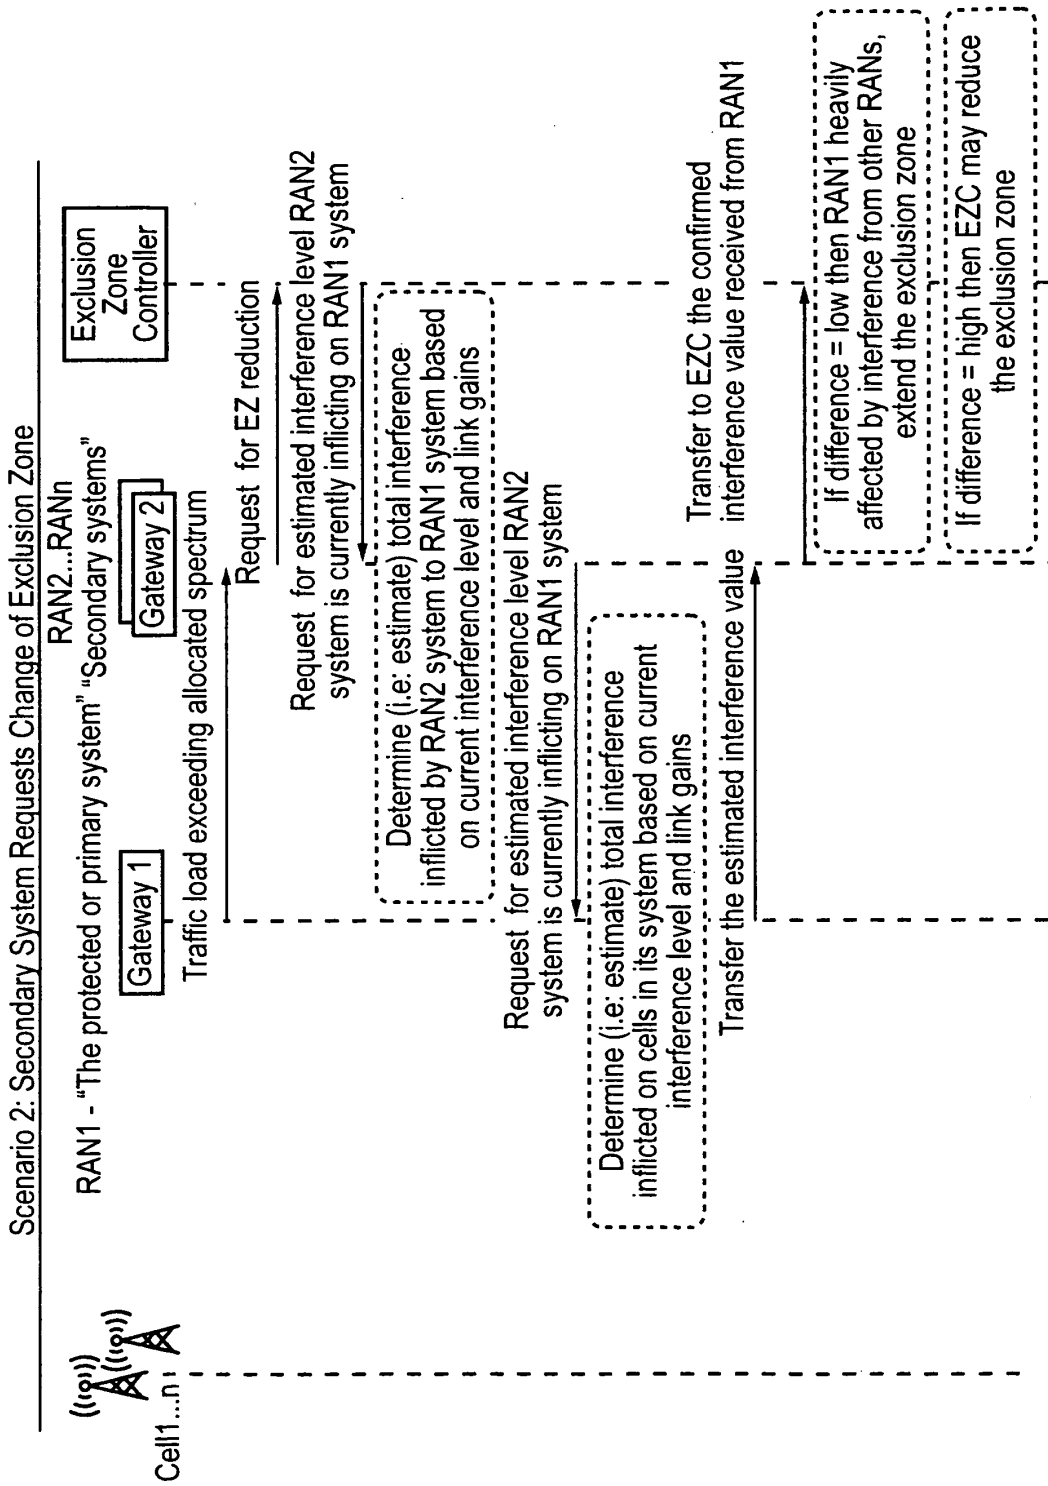 Scenario 2: Secondary System Requests Change of Exclusion Zone
Cell1...n
RAN1 - “The protected or primary system”
Gateway 1
RAN2...RANn
“Secondary systems”
Gateway 2
Exclusion
Zone
Controller
Traffic load exceeding allocated spectrum
Request for EZ reduction
Request for estimated interference level RAN2
system is currently inflicting on RAN1 system
Determine (i.e: estimate) total interference
inflicted by RAN2 system to RAN1 system based
on current interference level and link gains
Request for estimated interference level RAN2
system is currently inflicting on RAN1 system
Determine (i.e: estimate) total interference
inflicted on cells in its system based on current
interference level and link gains
Transfer the estimated interference value
Transfer to EZC the confirmed
interference value received from RAN1
If difference = low then RAN1 heavily
affected by interference from other RANs,
extend the exclusion zone
If difference = high then EZC may reduce
the exclusion zone